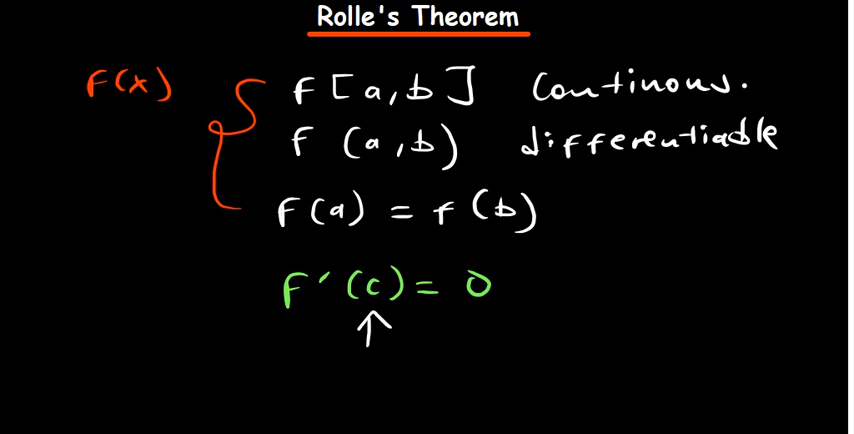 Rolle's Theorem
F(x)
f [a,b] continous.
f (a,b) differentiable
F(a) = f(b)
F'(c) = 0